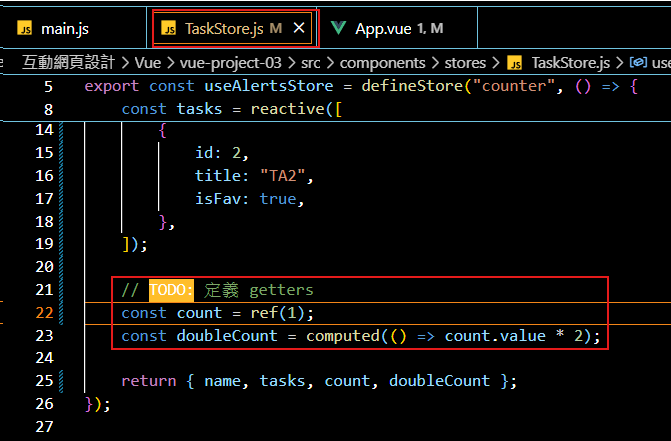 JS main.js
JS TaskStore.js M ✕
App.vue 1, M
互動網頁設計 > Vue > vue-project-03 > src > components > stores > JS TaskStore.js > use
5 export const useAlertsStore = defineStore("counter", () => {
8 const tasks = reactive([
14 {
15 id: 2,
16 title: "TA2",
17 isFav: true,
18 },
19 ]);
20
21 // TODO: 定義 getters
22 const count = ref(1);
23 const doubleCount = computed(() => count.value * 2);
24
25 return { name, tasks, count, doubleCount };
26 });
27